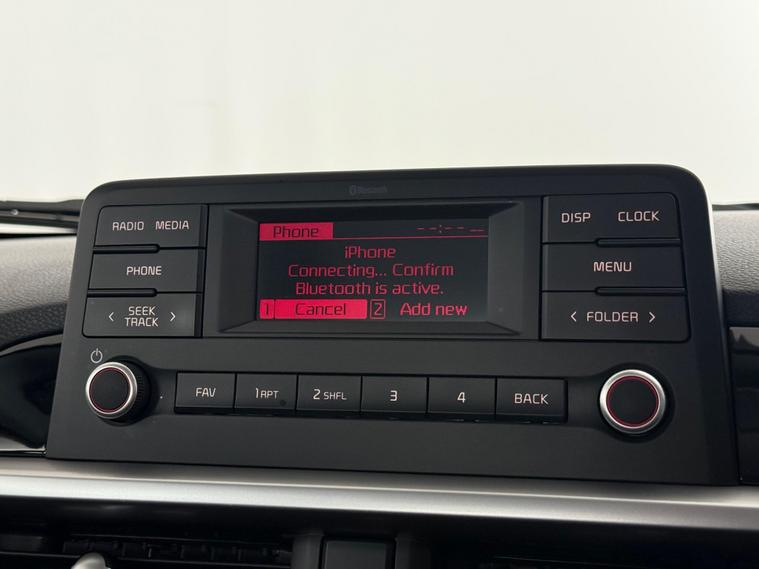 Bluetooth
RADIO MEDIA
PHONE
< SEEK TRACK >
Phone
--:-- --
iPhone
Connecting... Confirm
Bluetooth is active.
1 Cancel 2 Add new
DISP CLOCK
MENU
< FOLDER >
FAV 1 RPT 2 SHFL 3 4 BACK